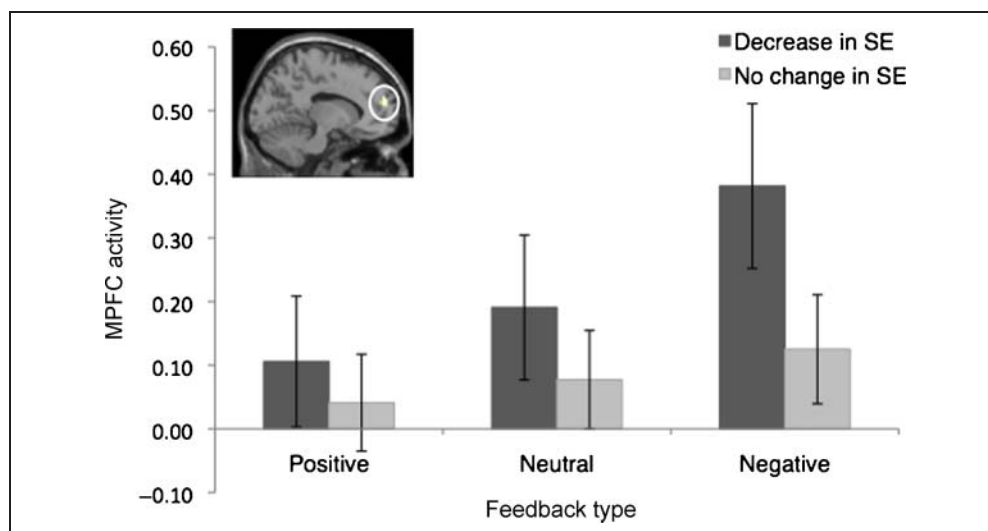 0.60
0.50
0.40
0.30
0.20
0.10
0.00
–0.10
MPFC activity
Decrease in SE
No change in SE
Positive Neutral Negative
Feedback type